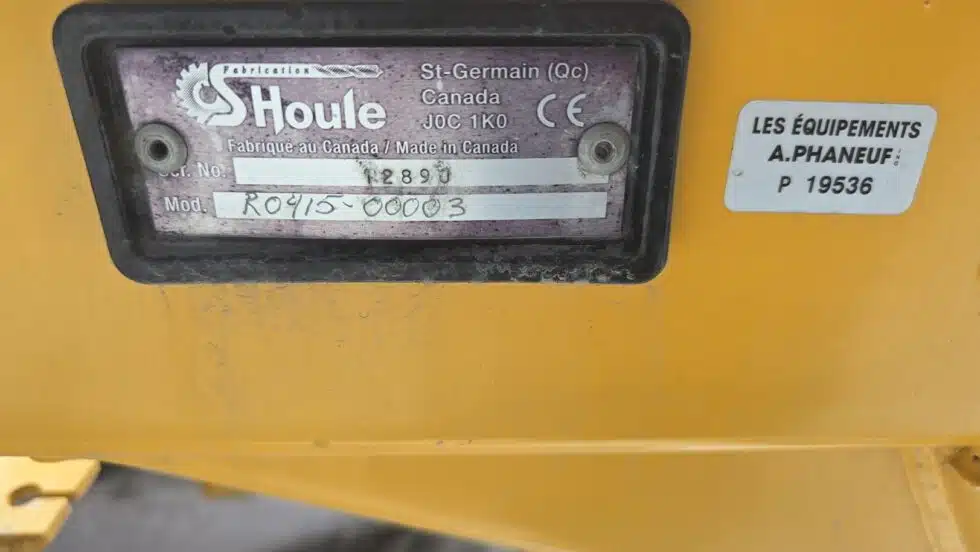 Fabrication
CS Houle
St-Germain (Qc)
Canada
J0C 1K0
CE
Fabriqué au Canada / Made in Canada
Ser. No. 12890
Mod. R0415-00003
LES ÉQUIPEMENTS
A.PHANEUF
P 19536